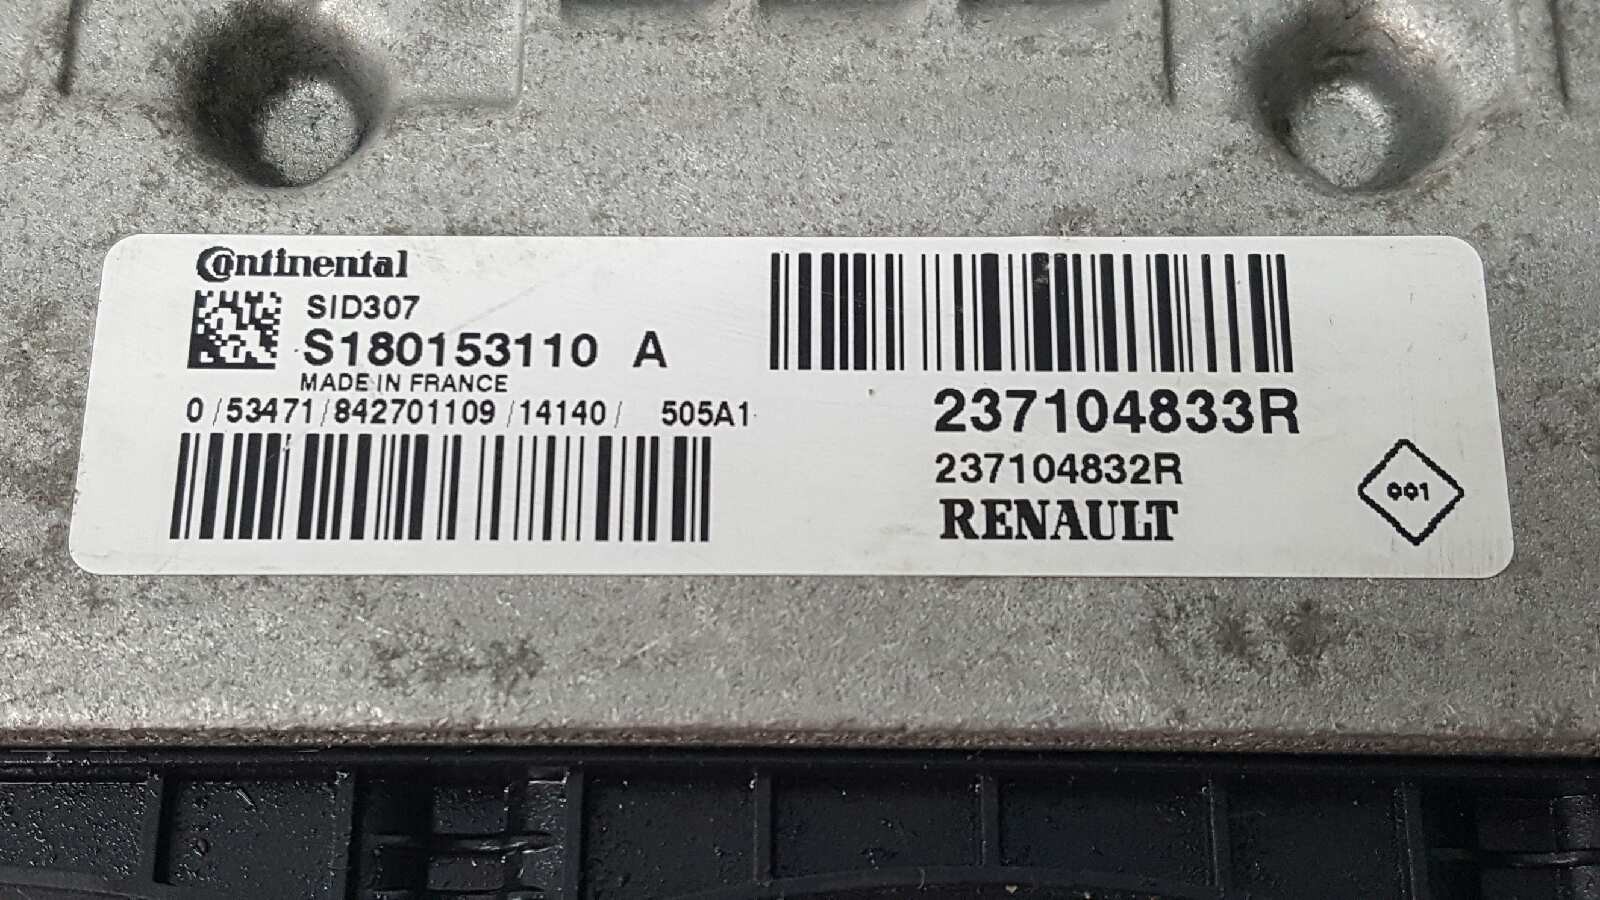 Continental
SID307
S180153110 A
MADE IN FRANCE
0/53471/842701109/14140/ 505A1
237104833R
237104832R
RENAULT
001